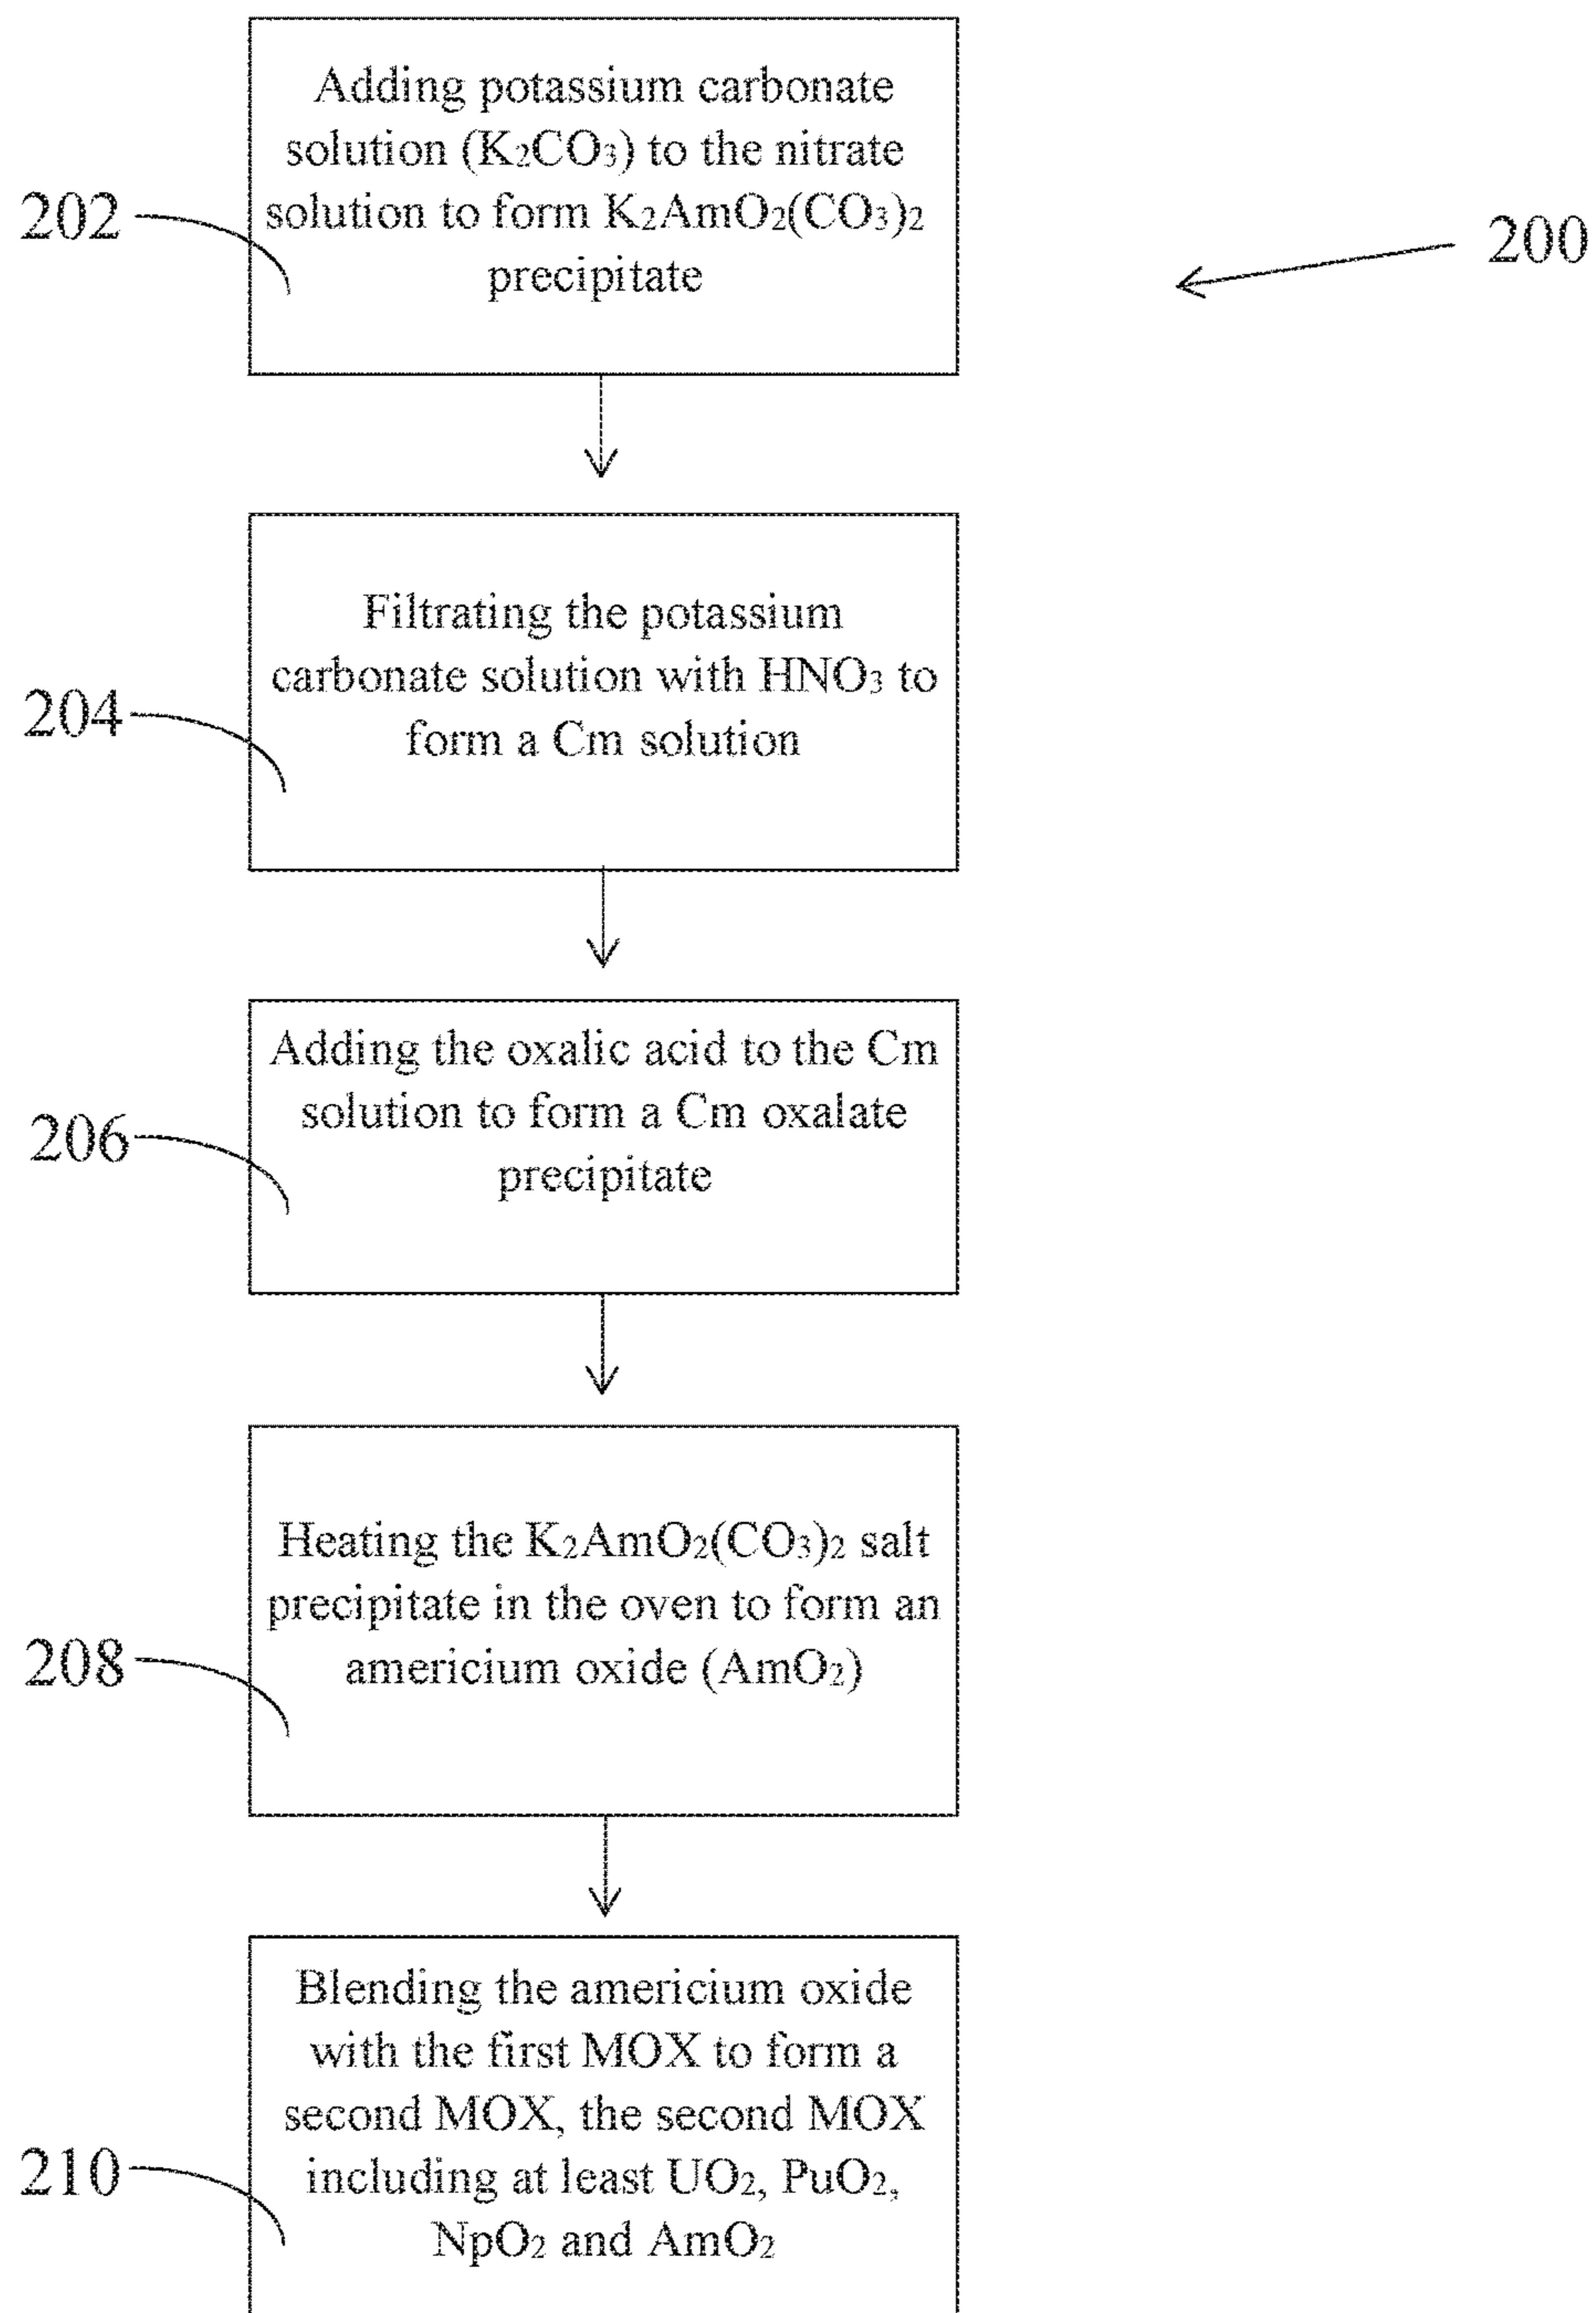 Adding potassium carbonate
solution (K₂CO₃) to the nitrate
solution to form K₂AmO₂(CO₃)₂
precipitate
202
200
Filtrating the potassium
carbonate solution with HNO₃ to
form a Cm solution
204
Adding the oxalic acid to the Cm
solution to form a Cm oxalate
precipitate
206
Heating the K₂AmO₂(CO₃)₂ salt
precipitate in the oven to form an
americium oxide (AmO₂)
208
Blending the americium oxide
with the first MOX to form a
second MOX, the second MOX
including at least UO₂, PuO₂,
NpO₂ and AmO₂
210